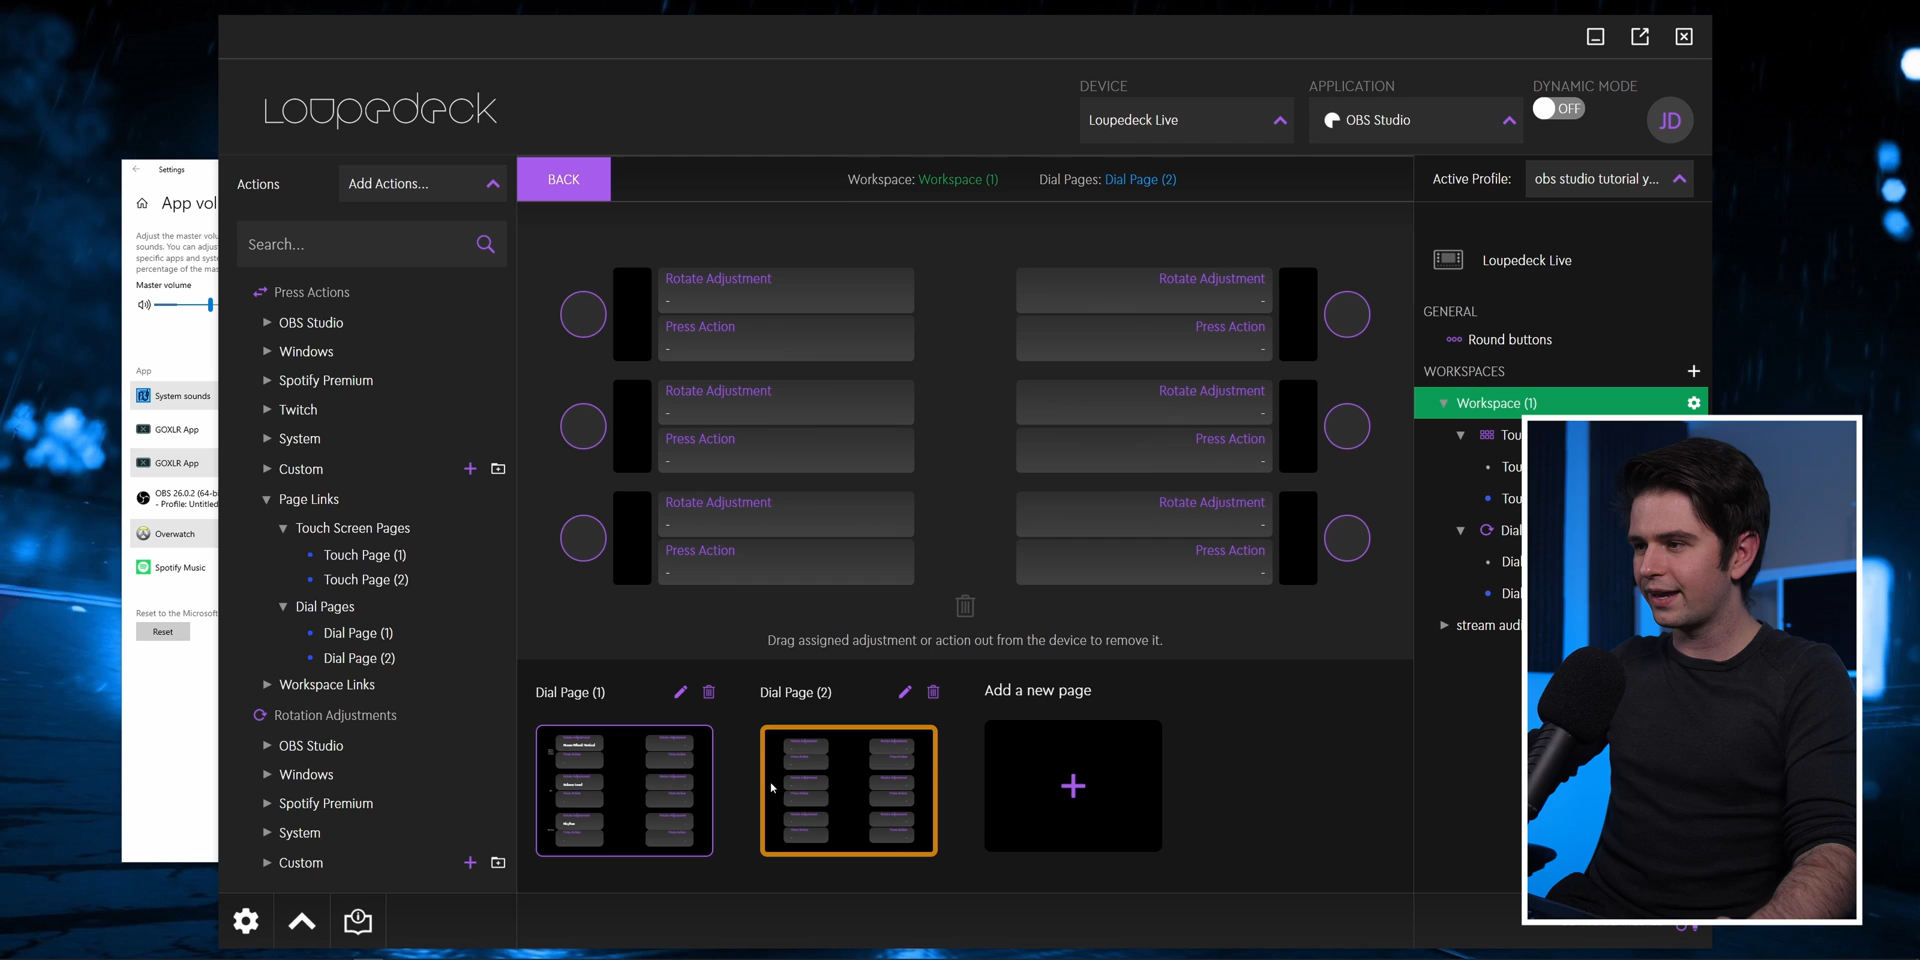 Loupedeck
DEVICE
Loupedeck Live
APPLICATION
OBS Studio
DYNAMIC MODE
OFF
JD
Settings
App vol
Adjust the master volu
sounds. You can adjus
specific apps and syste
percentage of the mas
Master volume
App
System sounds
GOXLR App
GOXLR App
OBS 26.0.2 (64-bi
- Profile: Untitled
Overwatch
Spotify Music
Reset to the Microsoft
Reset
Actions
Add Actions...
Search...
Press Actions
OBS Studio
Windows
Spotify Premium
Twitch
System
Custom
Page Links
Touch Screen Pages
Touch Page (1)
Touch Page (2)
Dial Pages
Dial Page (1)
Dial Page (2)
Workspace Links
Rotation Adjustments
OBS Studio
Windows
Spotify Premium
System
Custom
BACK
Workspace: Workspace (1)
Dial Pages: Dial Page (2)
Rotate Adjustment
-
Press Action
-
Rotate Adjustment
-
Press Action
-
Rotate Adjustment
-
Press Action
-
Rotate Adjustment
-
Press Action
-
Rotate Adjustment
-
Press Action
-
Rotate Adjustment
-
Press Action
-
Drag assigned adjustment or action out from the device to remove it.
Dial Page (1)
Dial Page (2)
Add a new page
Active Profile:
obs studio tutorial y...
Loupedeck Live
GENERAL
Round buttons
WORKSPACES
Workspace (1)
Tou
Tou
Tou
Dial
Dial
Dial
stream audi